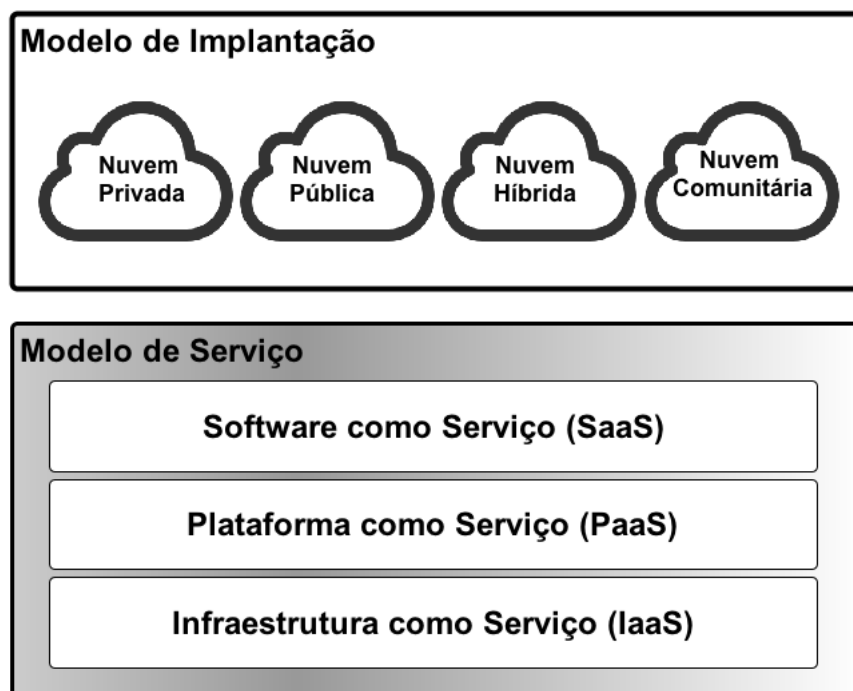 Modelo de Implantação
Nuvem
Privada
Nuvem
Pública
Nuvem
Híbrida
Nuvem
Comunitária
Modelo de Serviço
Software como Serviço (SaaS)
Plataforma como Serviço (PaaS)
Infraestrutura como Serviço (IaaS)